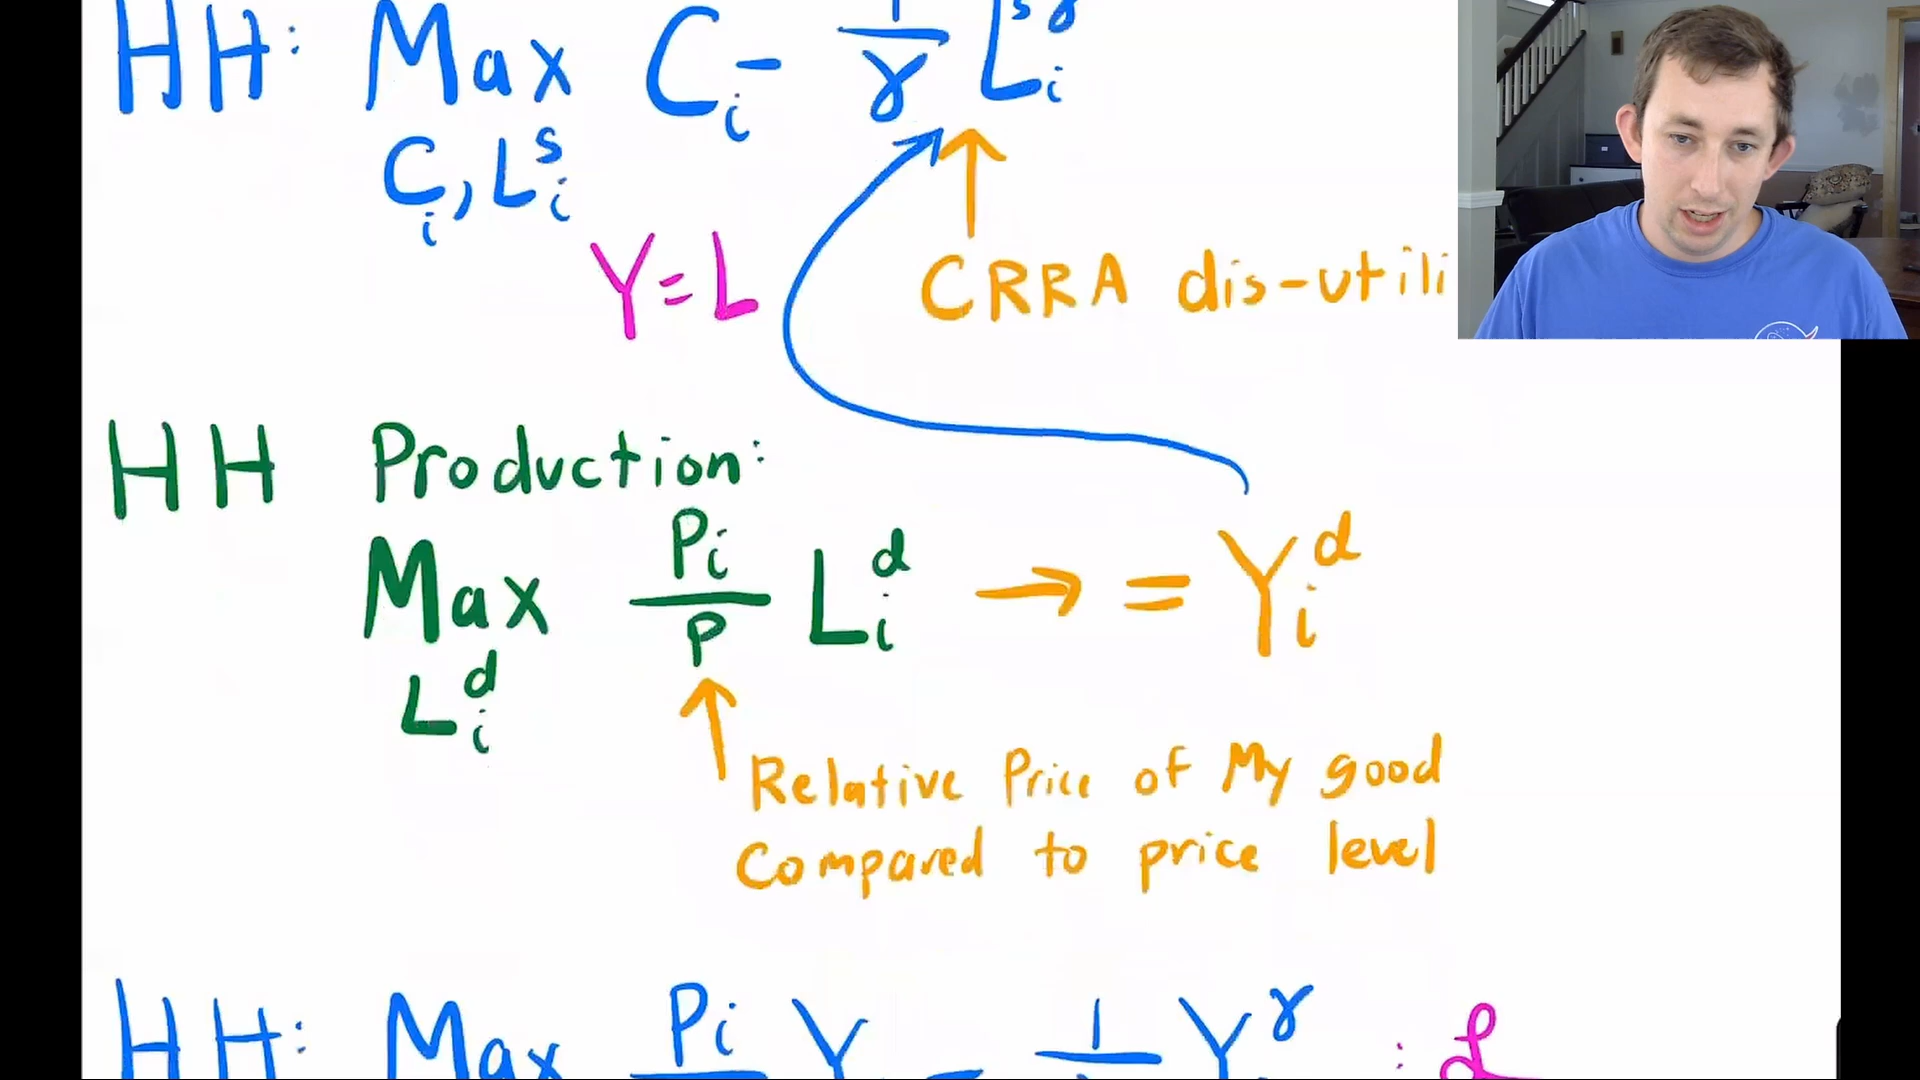 HH: Max C_i - 1/γ L_i^{sγ}
C_i, L_i^s
Y=L
CRRA dis-utili
HH Production:
Max P_i/P L_i^d → = Y_i^d
L_i^d
Relative Price of My good
Compared to price level
HH: Max P_i Y - 1 Y^γ : L